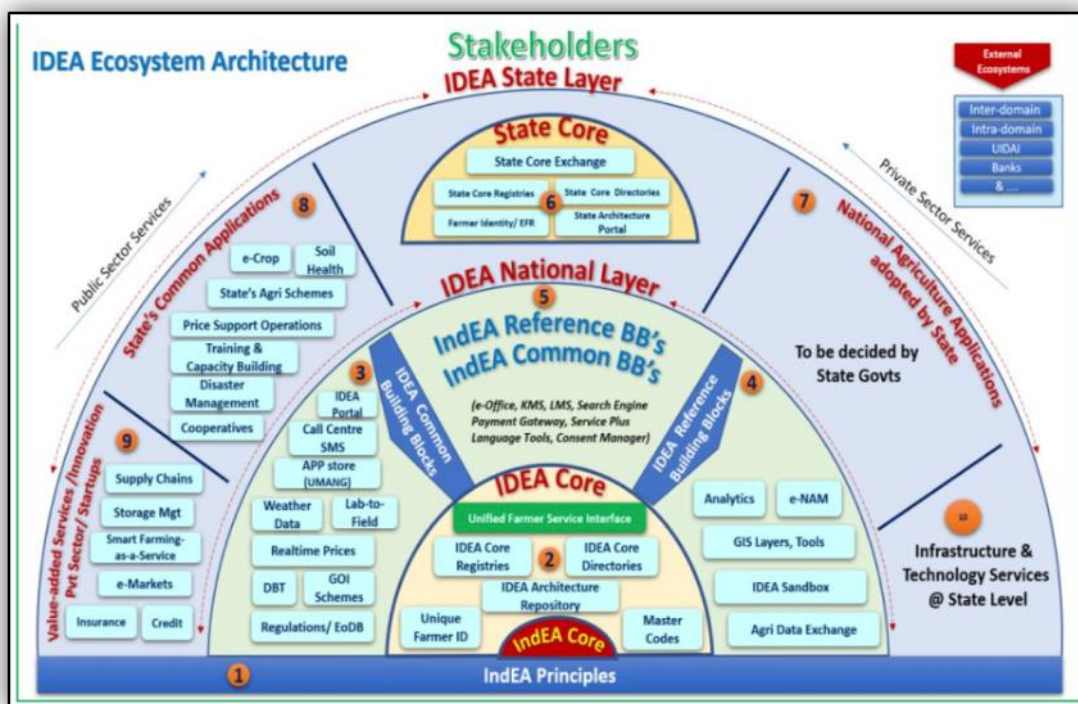 IDEA Ecosystem Architecture
Stakeholders
IDEA State Layer
External
Ecosystems
Inter-domain
Intra-domain
UIDAI
Banks
& ....
Public Sector Services
Private Sector Services
State Core
State Core Exchange
State Core Registries
State Core Directories
6
Farmer Identity/ EFR
State Architecture
Portal
8
State's Common Applications
e-Crop
Soil
Health
State's Agri Schemes
Price Support Operations
Training &
Capacity Building
Disaster
Management
Cooperatives
7
National Agriculture Applications
adopted by State
To be decided by
State Govts
9
Value-added Services /Innovation
Pvt Sector/ Startups
Supply Chains
Storage Mgt
Smart Farming-
as-a-Service
e-Markets
Insurance
Credit
10
Infrastructure &
Technology Services
@ State Level
IDEA National Layer
5
IndEA Reference BB's
IndEA Common BB's
(e-Office, KMS, LMS, Search Engine
Payment Gateway, Service Plus
Language Tools, Consent Manager)
3
IDEA Common
Building Blocks
IDEA
Portal
Call Centre
SMS
APP store
(UMANG)
Weather
Data
Lab-to-
Field
Realtime Prices
DBT
GOI
Schemes
Regulations/ EoDB
4
IDEA Reference
Building Blocks
Analytics
e-NAM
GIS Layers, Tools
IDEA Sandbox
Agri Data Exchange
IDEA Core
Unified Farmer Service Interface
IDEA Core
Registries
2
IDEA Core
Directories
IDEA Architecture
Repository
Unique
Farmer ID
Master
Codes
IndEA Core
1
IndEA Principles